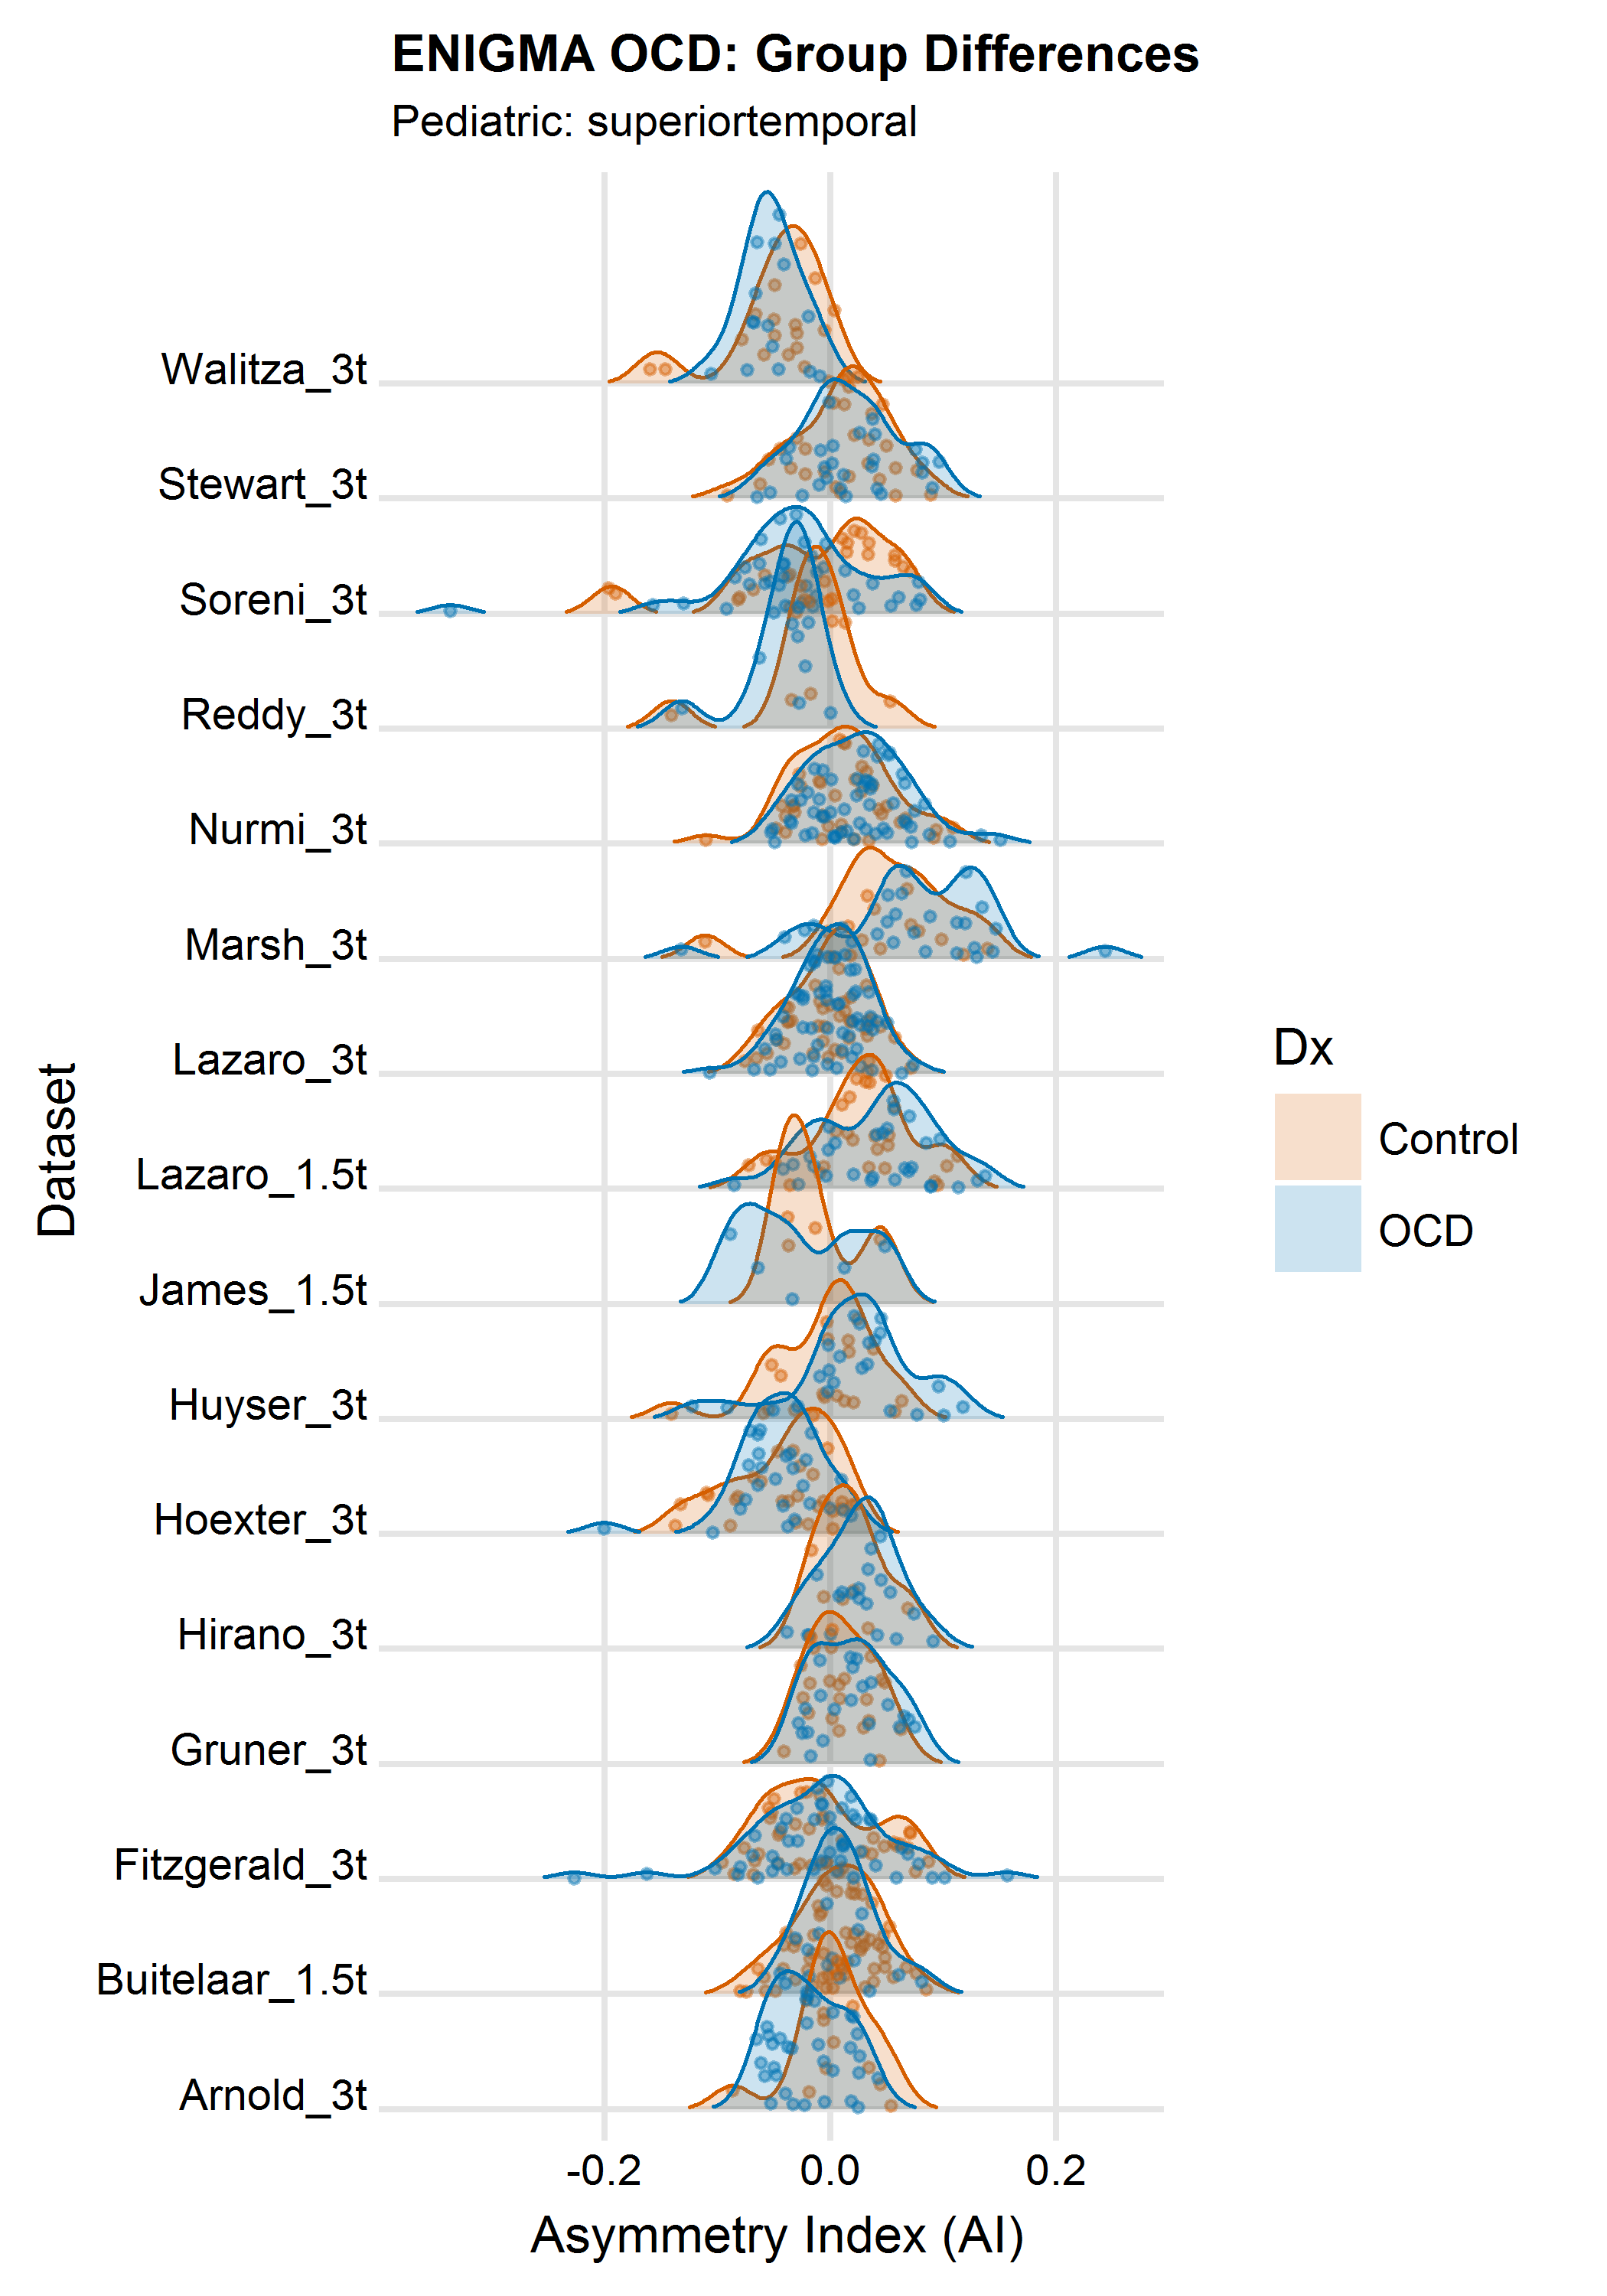 ENIGMA OCD: Group Differences
Pediatric: superiortemporal
Walitza_3t
Stewart_3t
Soreni_3t
Reddy_3t
Nurmi_3t
Marsh_3t
Lazaro_3t
Lazaro_1.5t
James_1.5t
Huyser_3t
Hoexter_3t
Hirano_3t
Gruner_3t
Fitzgerald_3t
Buitelaar_1.5t
Arnold_3t
Dataset
-0.2 0.0 0.2
Asymmetry Index (AI)
Dx
Control
OCD